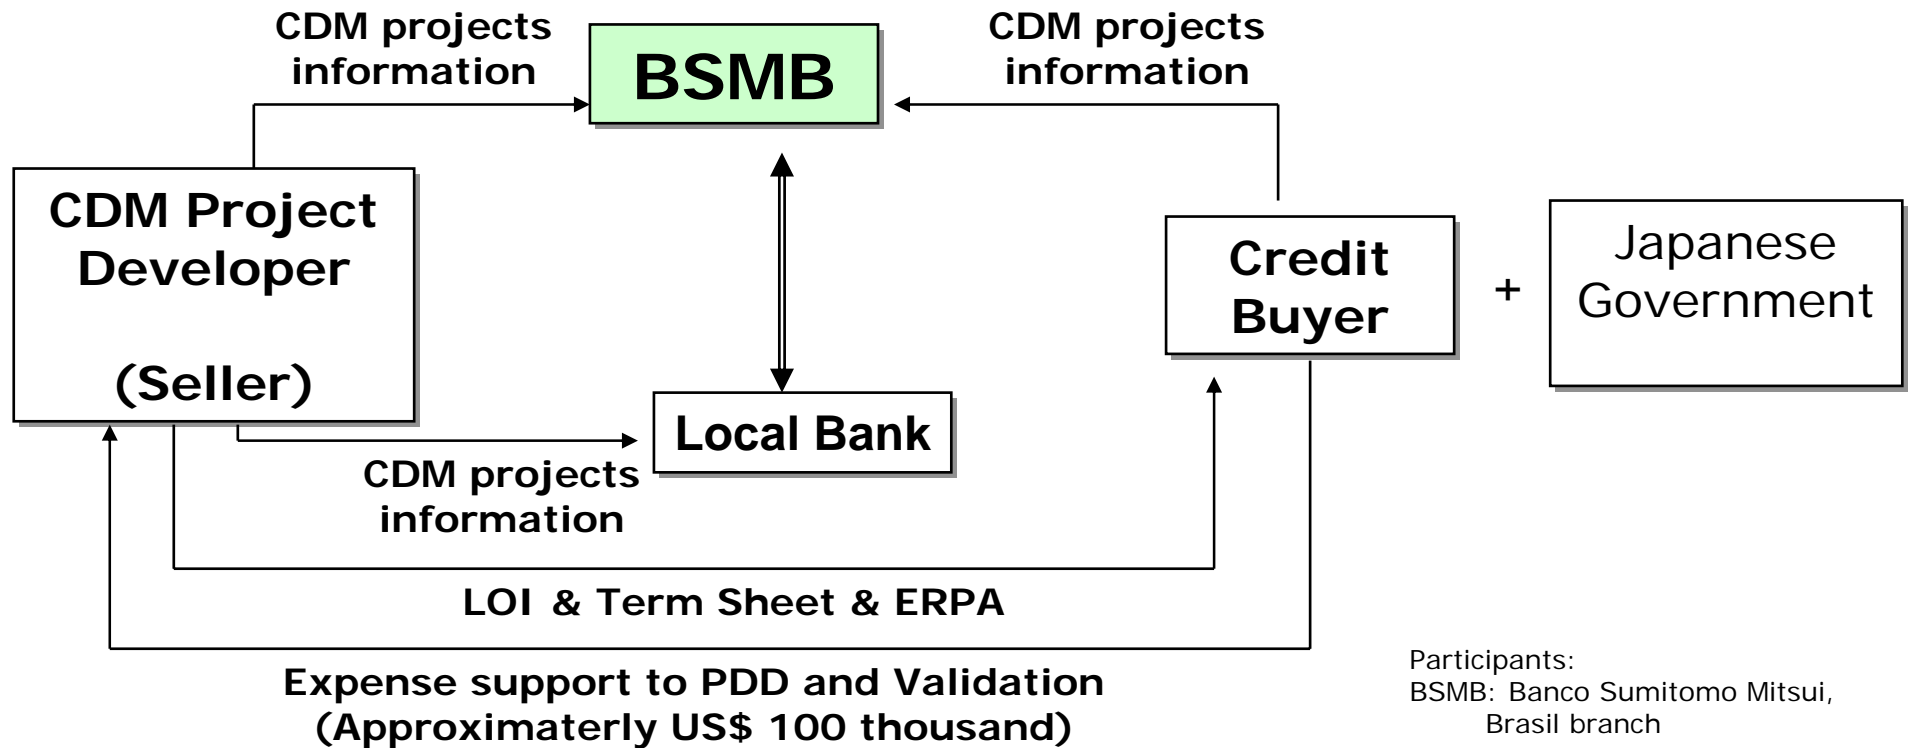 CDM projects
information
BSMB
CDM projects
information
CDM Project
Developer
(Seller)
Credit
Buyer
+
Japanese
Government
Local Bank
CDM projects
information
LOI & Term Sheet & ERPA
Expense support to PDD and Validation
(Approximaterly US$ 100 thousand)
Participants:
BSMB: Banco Sumitomo Mitsui,
Brasil branch